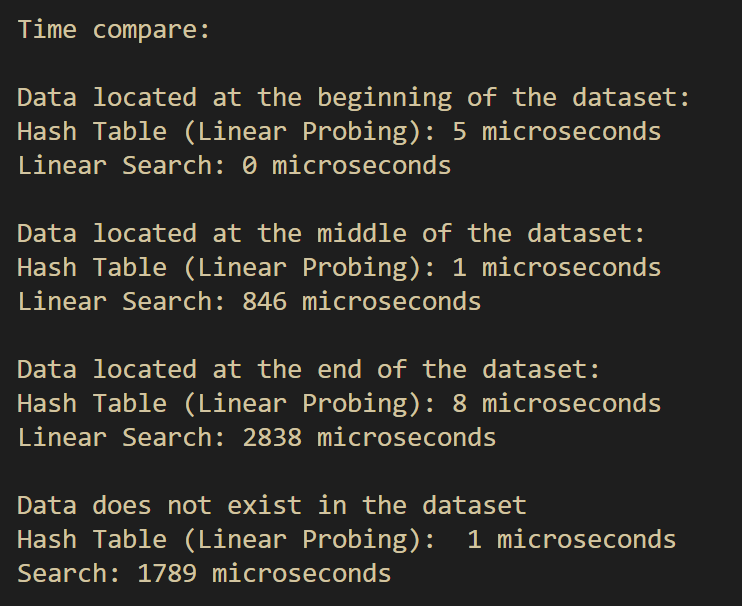 Time compare:
Data located at the beginning of the dataset:
Hash Table (Linear Probing): 5 microseconds
Linear Search: 0 microseconds
Data located at the middle of the dataset:
Hash Table (Linear Probing): 1 microseconds
Linear Search: 846 microseconds
Data located at the end of the dataset:
Hash Table (Linear Probing): 8 microseconds
Linear Search: 2838 microseconds
Data does not exist in the dataset
Hash Table (Linear Probing):  1 microseconds
Search: 1789 microseconds